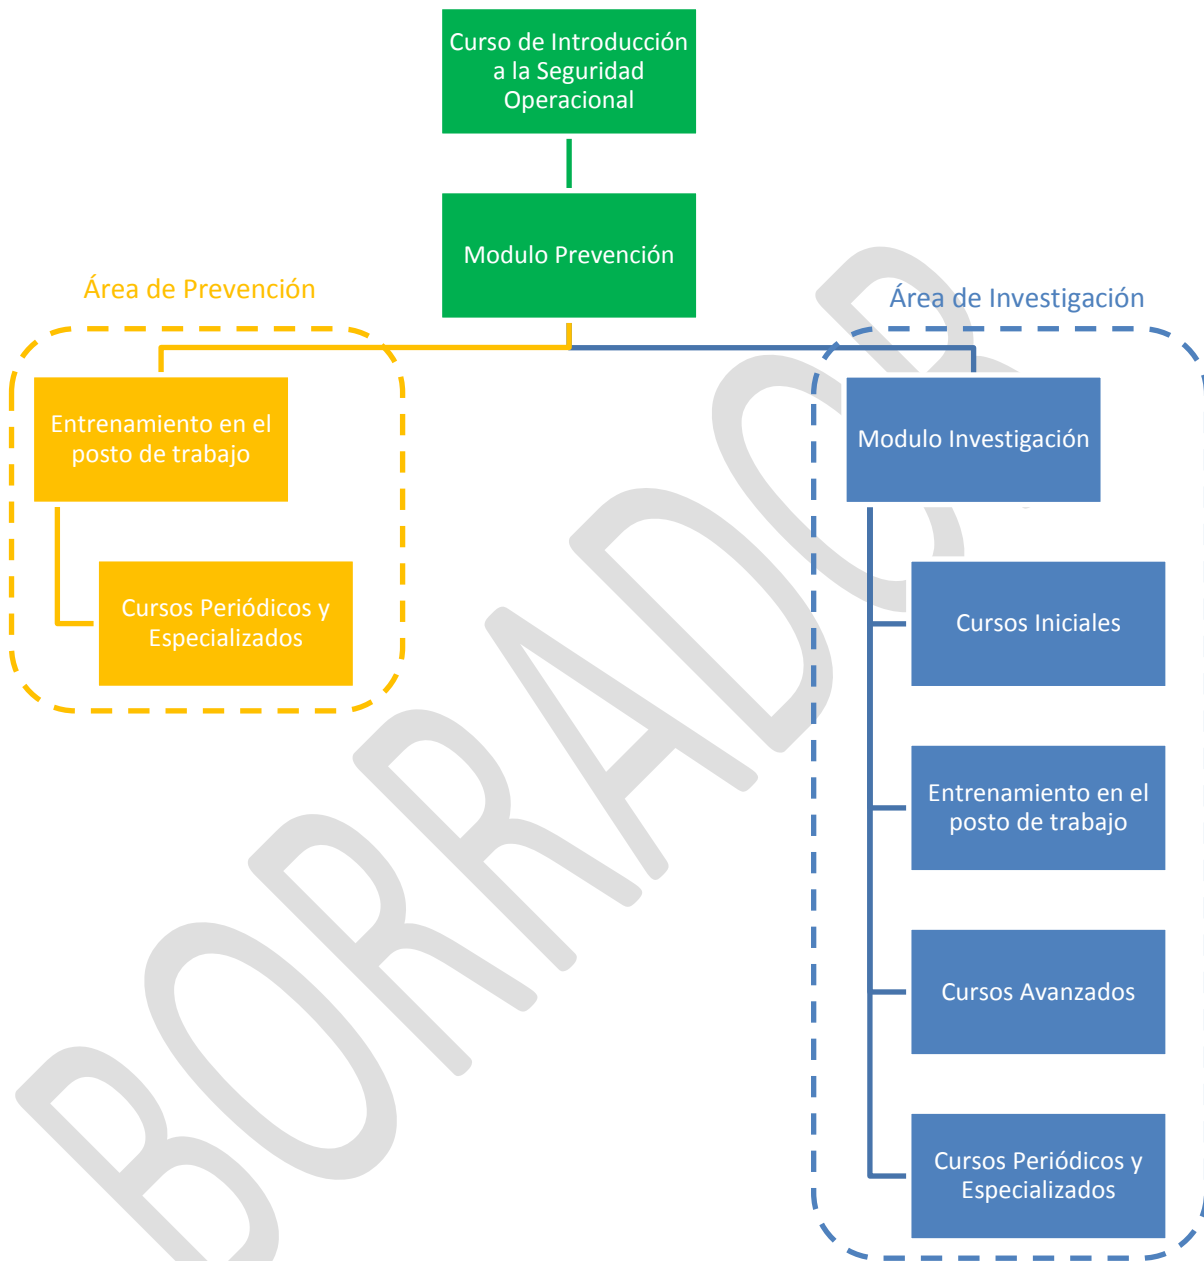 Curso de Introducción
a la Seguridad
Operacional
Modulo Prevención
Área de Prevención
Entrenamiento en el
posto de trabajo
Cursos Periódicos y
Especializados
Área de Investigación
Modulo Investigación
Cursos Iniciales
Entrenamiento en el
posto de trabajo
Cursos Avanzados
Cursos Periódicos y
Especializados
BORRADOR